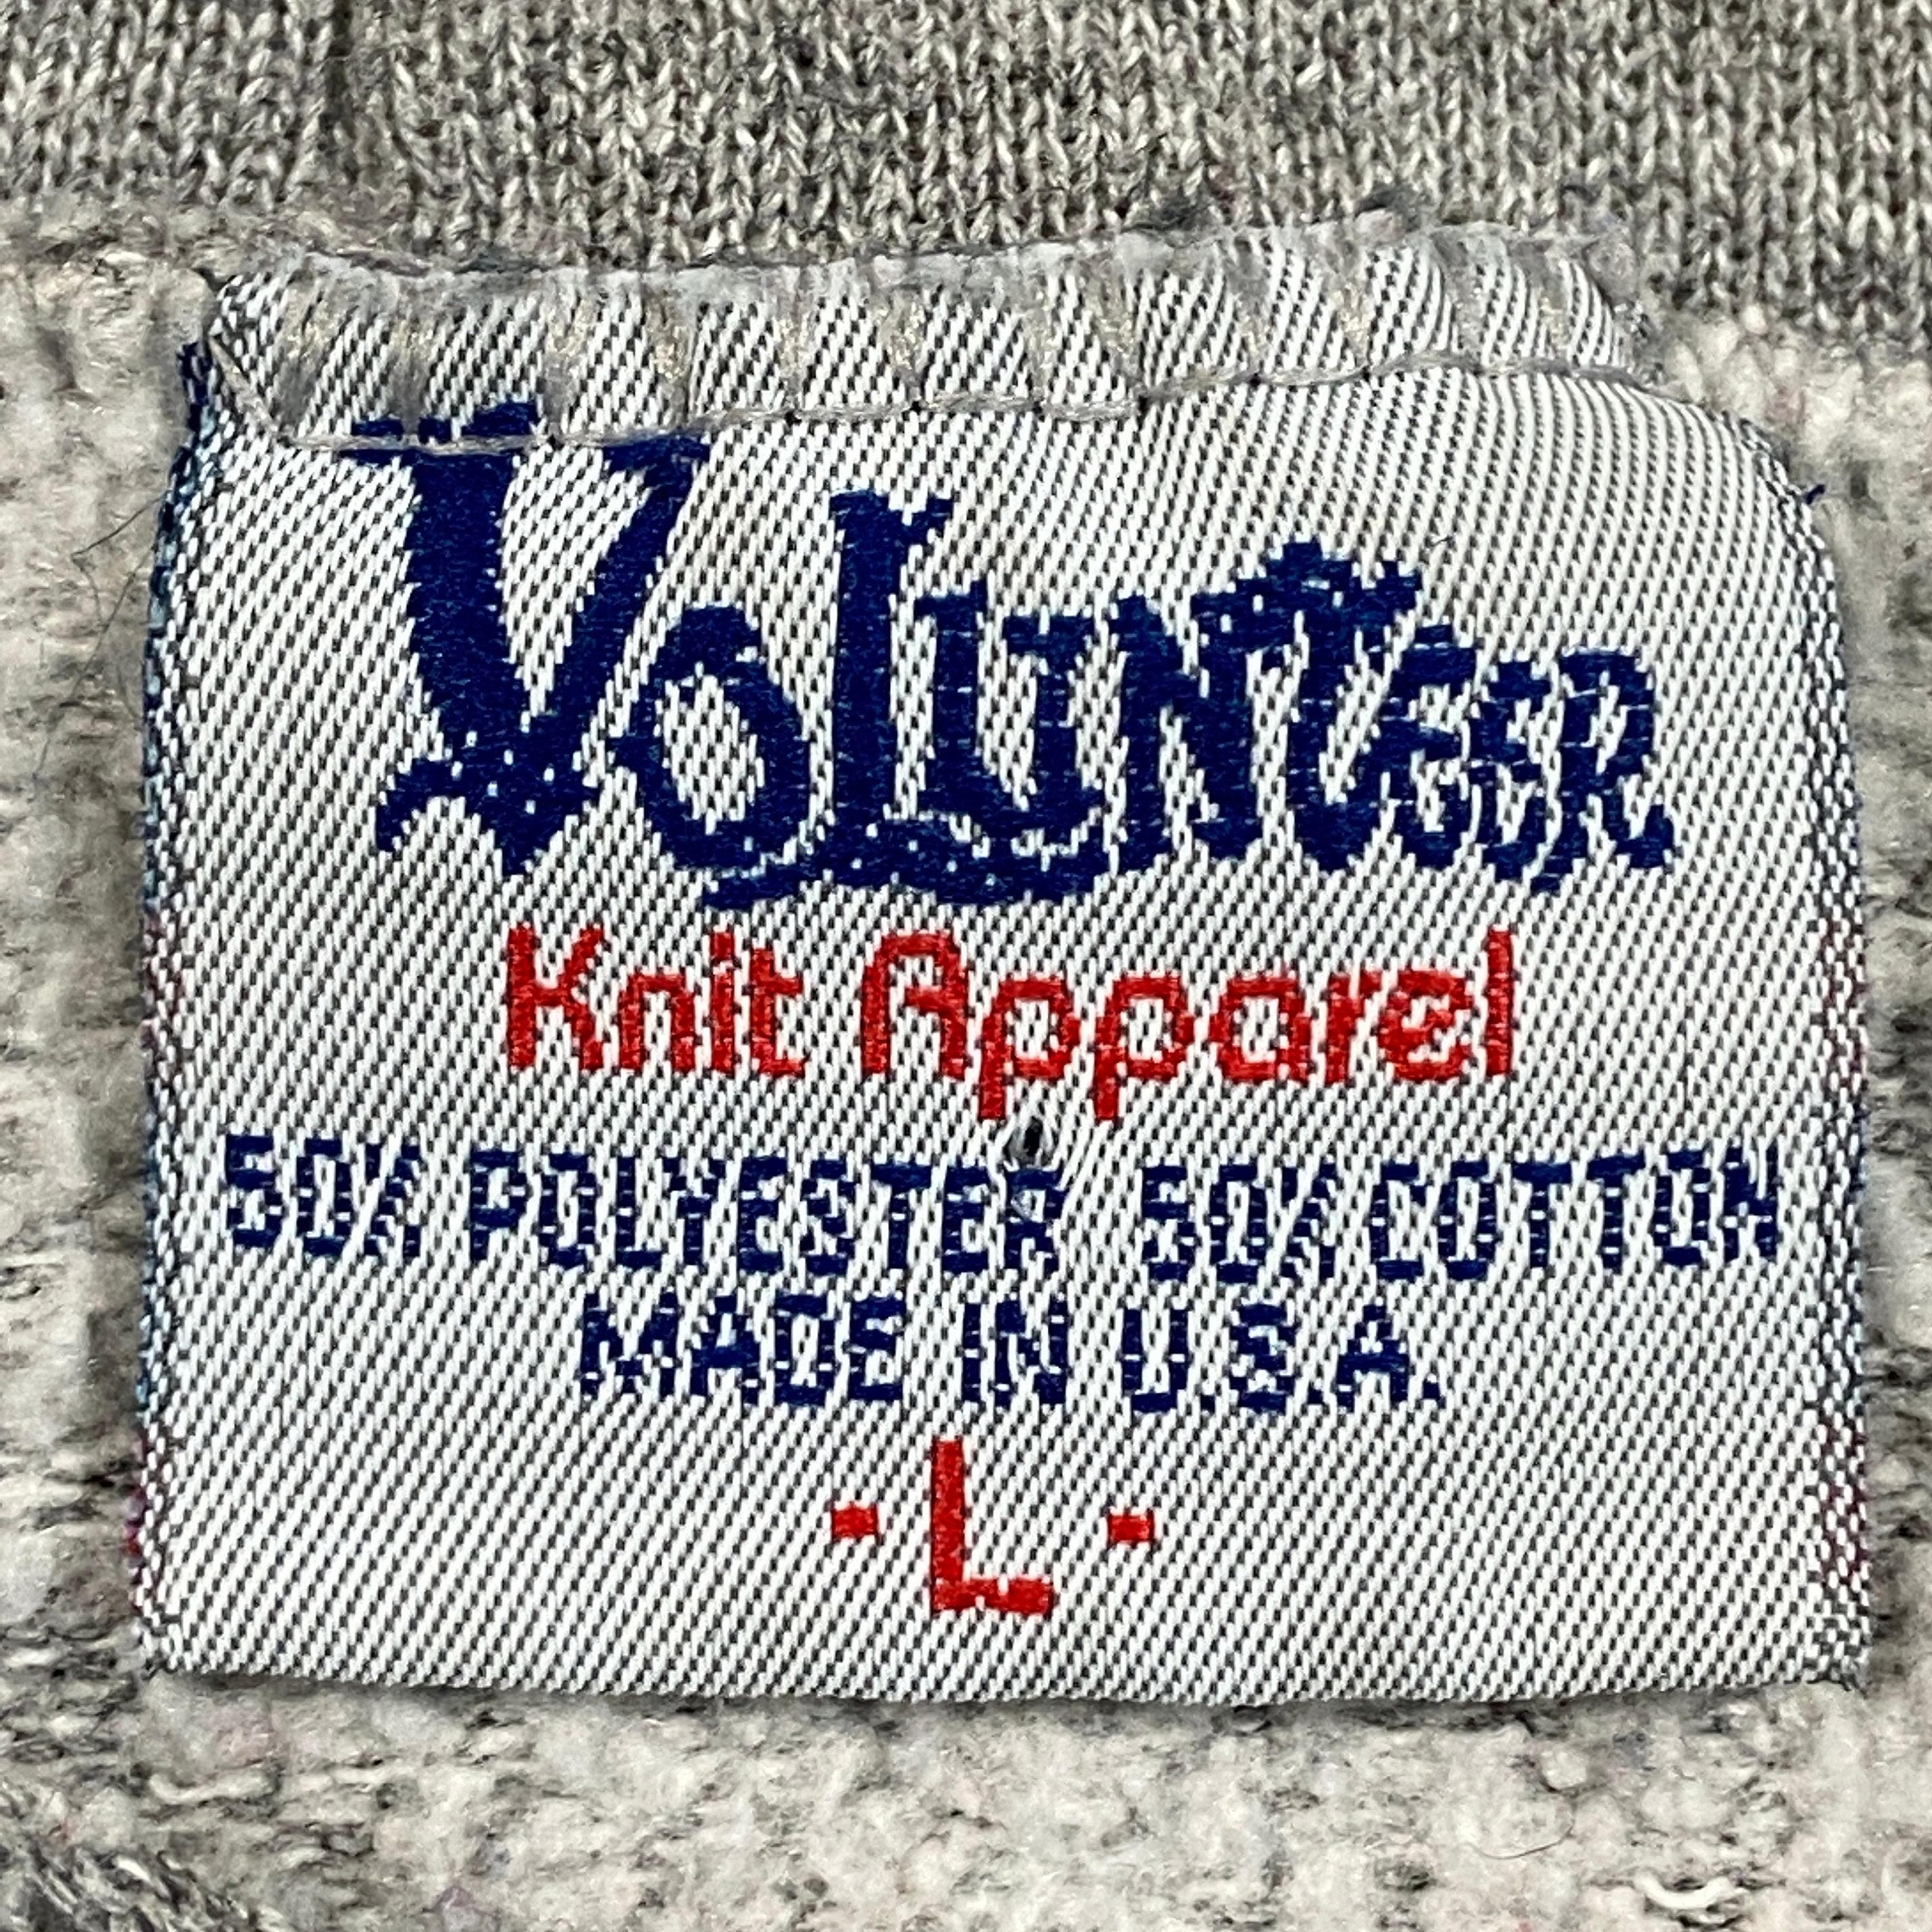 VOLUNTEER
Knit Apparel
50% POLYESTER 50% COTTON
MADE IN U.S.A.
- L -